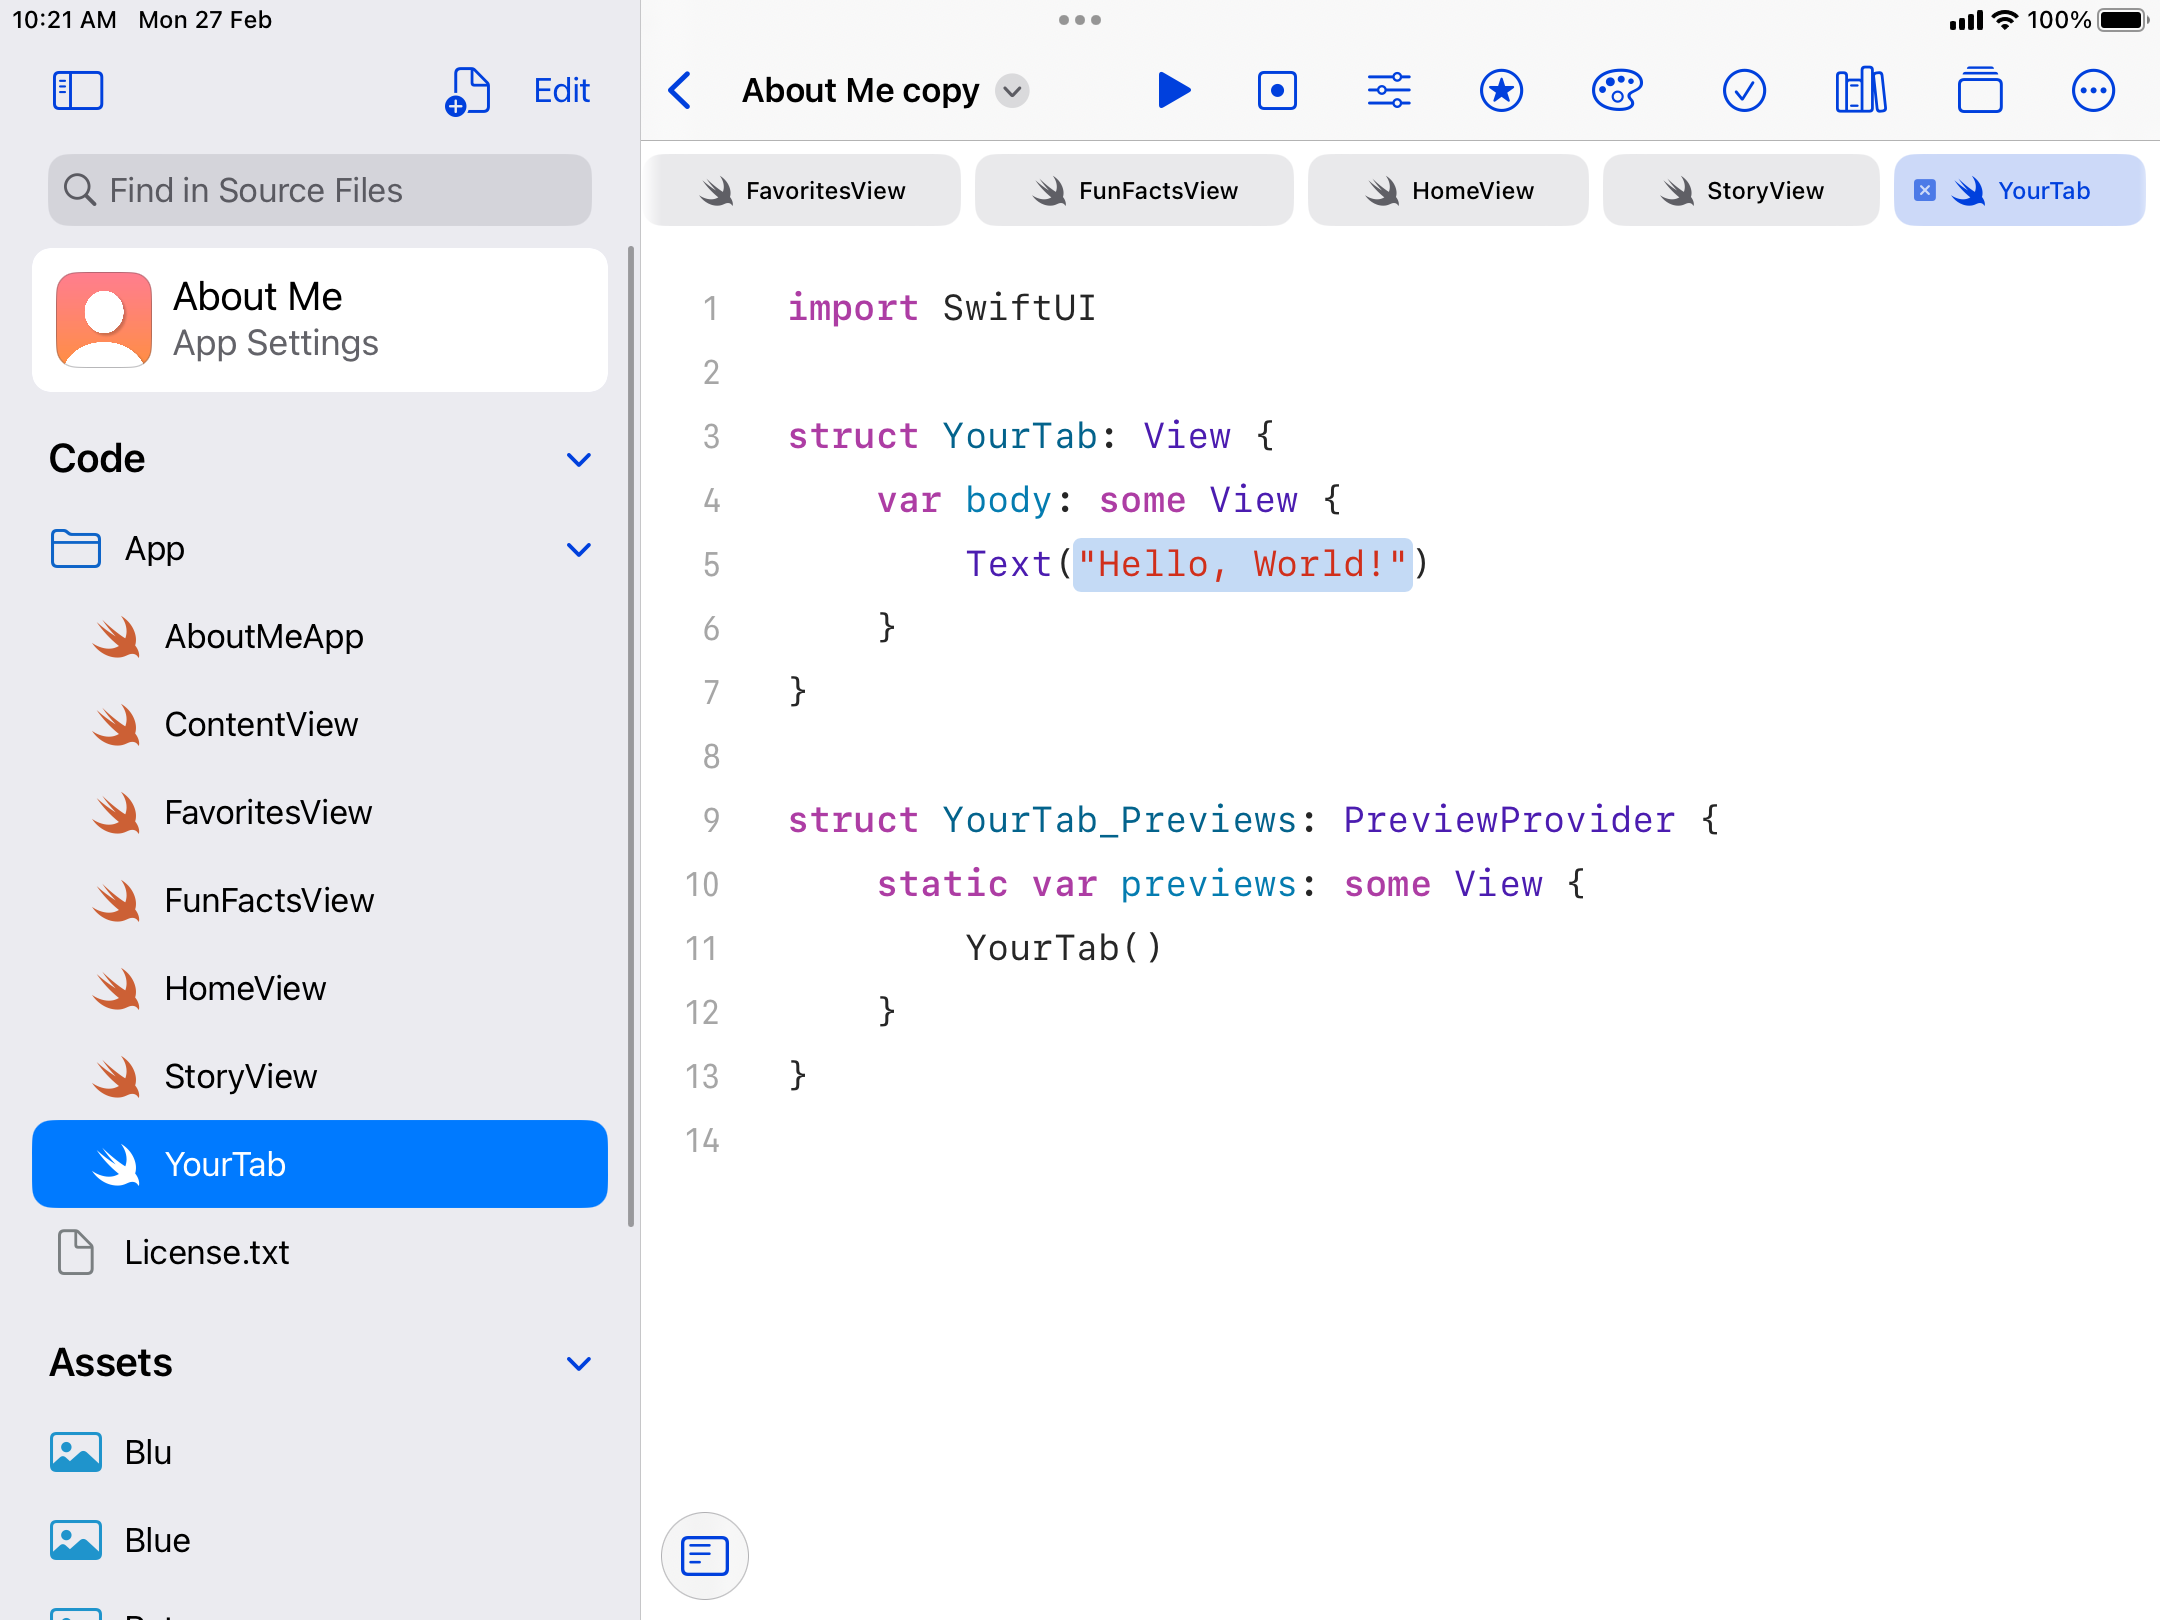 10:21 AM Mon 27 Feb
100%
Edit
Find in Source Files
About Me
App Settings
Code
App
AboutMeApp
ContentView
FavoritesView
FunFactsView
HomeView
StoryView
YourTab
License.txt
Assets
Blu
Blue
About Me copy
FavoritesView
FunFactsView
HomeView
StoryView
YourTab
1 import SwiftUI
2
3 struct YourTab: View {
4 var body: some View {
5 Text("Hello, World!")
6 }
7 }
8
9 struct YourTab_Previews: PreviewProvider {
10 static var previews: some View {
11 YourTab()
12 }
13 }
14